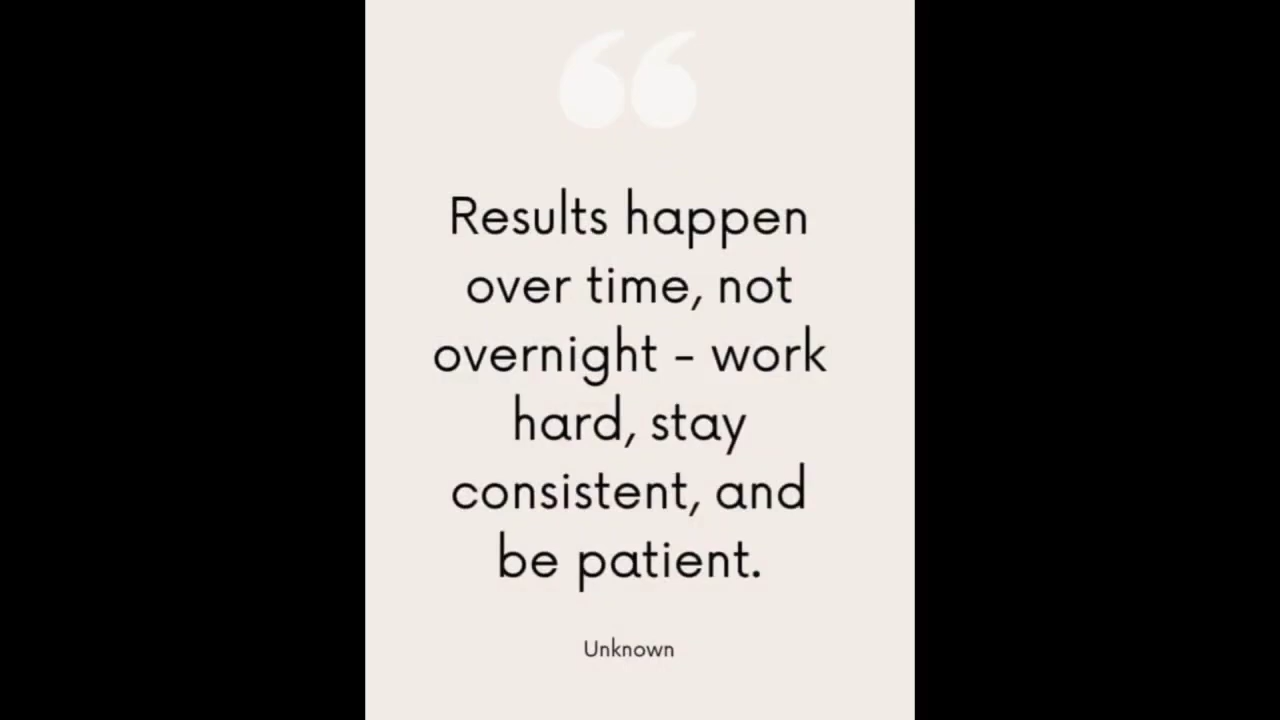 “
Results happen
over time, not
overnight - work
hard, stay
consistent, and
be patient.
Unknown